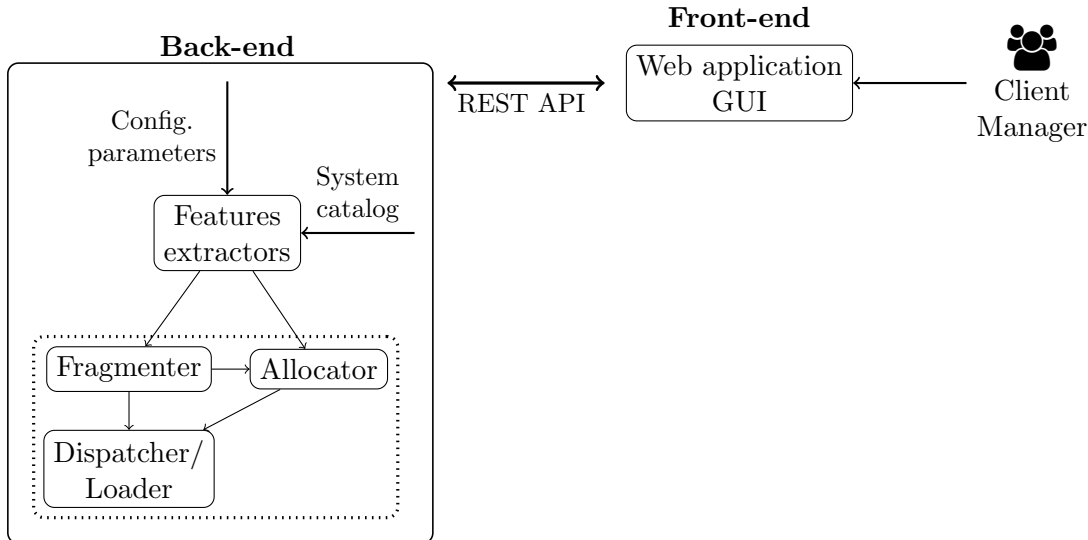 Front-end
Back-end
Web application
GUI
REST API
Client
Manager
Config.
parameters
System
catalog
Features
extractors
Fragmenter
Allocator
Dispatcher/
Loader